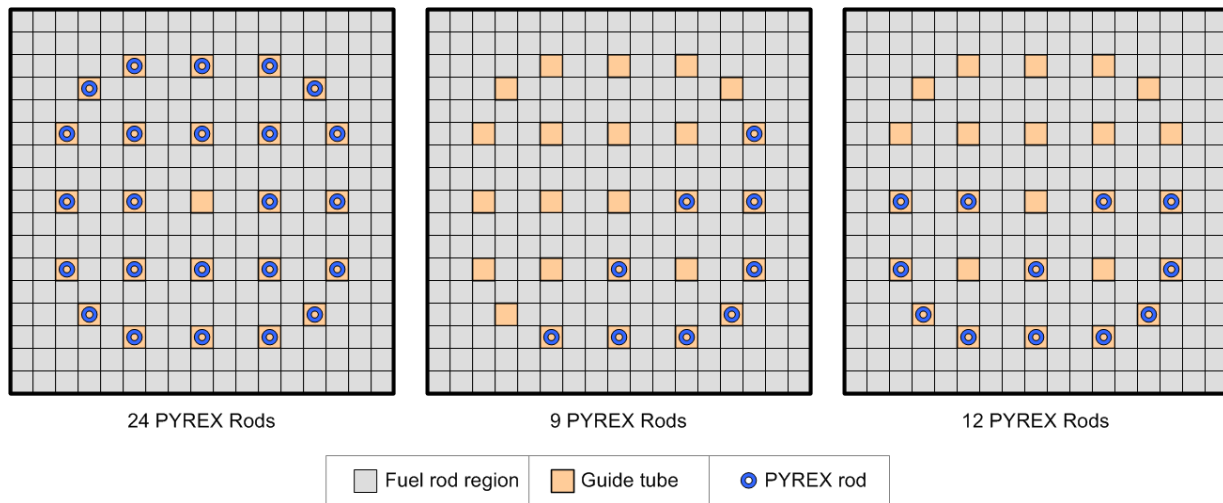 24 PYREX Rods
9 PYREX Rods
12 PYREX Rods
Fuel rod region
Guide tube
PYREX rod